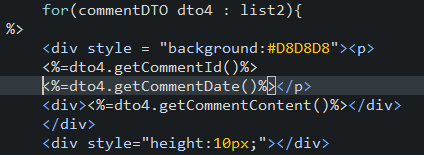 for(commentDTO dto4 : list2){
%>
<div style = "background:#D8D8D8"><p>
<%=dto4.getCommentId()%>
<%=dto4.getCommentDate()%></p>
<div><%=dto4.getCommentContent()%></div>
</div>
<div style="height:10px;"></div>